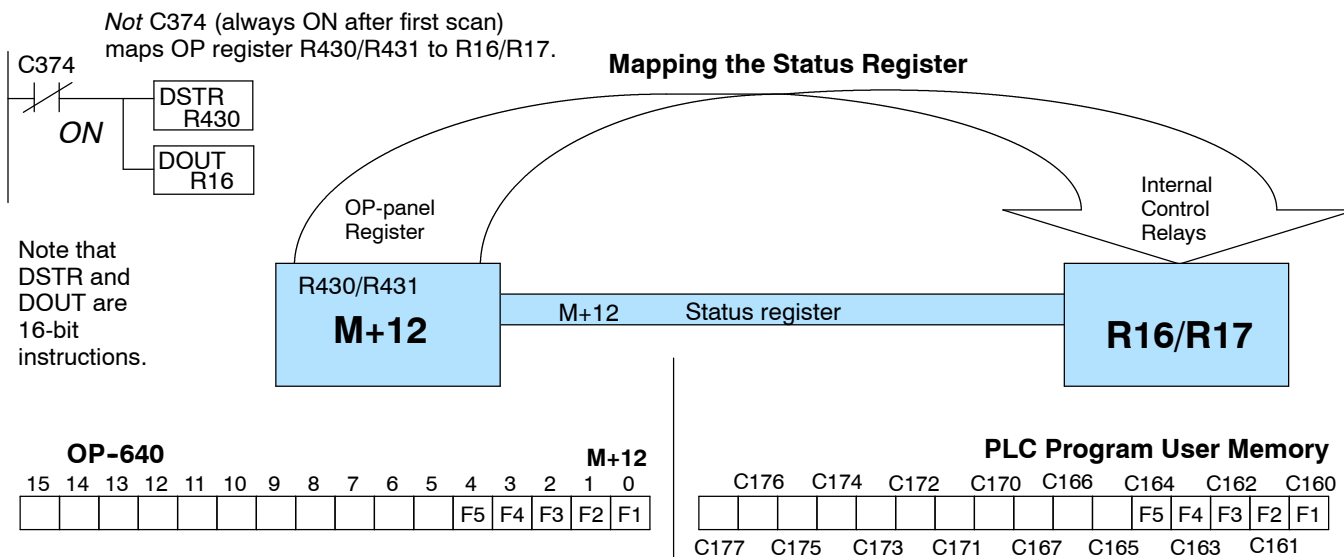 Not C374 (always ON after first scan)
maps OP register R430/R431 to R16/R17.
C374
DSTR
R430
ON
DOUT
R16
Mapping the Status Register
OP-panel
Register
Internal
Control
Relays
Note that
DSTR and
DOUT are
16-bit
instructions.
R430/R431
M+12
M+12 Status register
R16/R17
OP-640 M+12
15 14 13 12 11 10 9 8 7 6 5 4 3 2 1 0
F5 F4 F3 F2 F1
PLC Program User Memory
C176 C174 C172 C170 C166 C164 C162 C160
F5 F4 F3 F2 F1
C177 C175 C173 C171 C167 C165 C163 C161